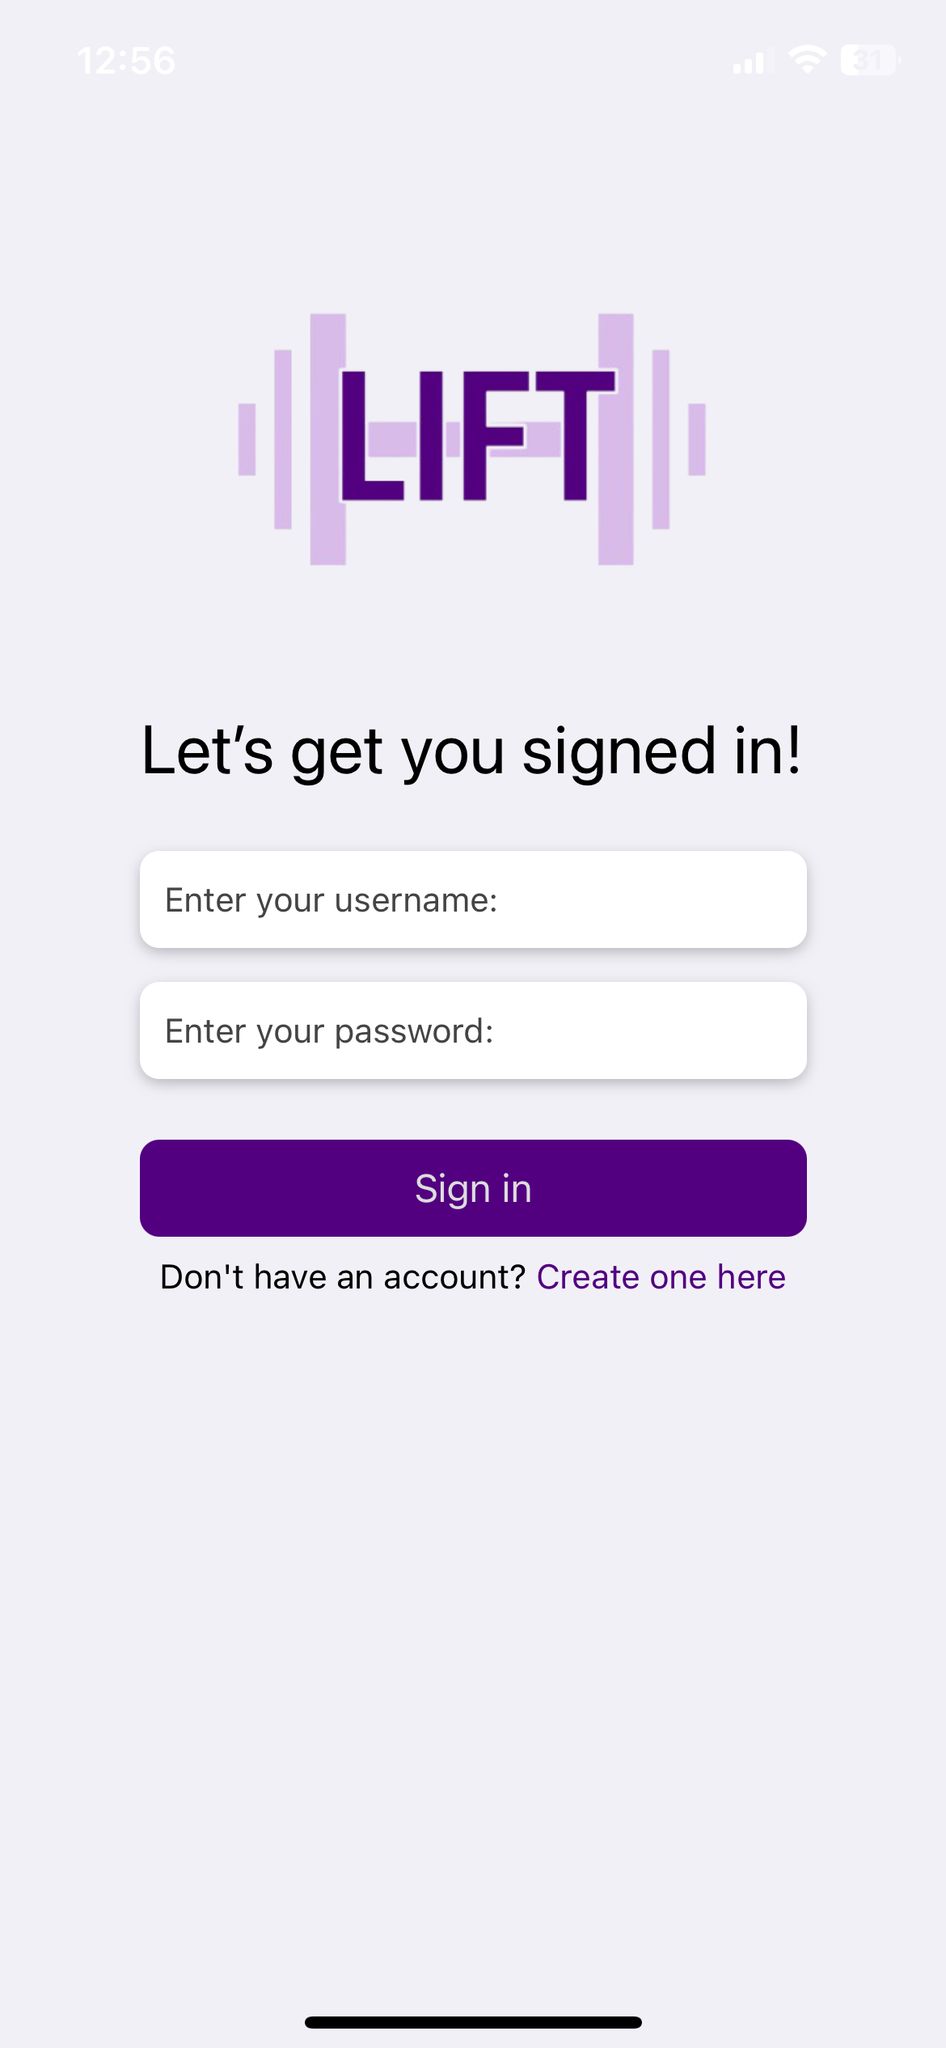 12:56
31
LIFT
Let’s get you signed in!
Enter your username:
Enter your password:
Sign in
Don't have an account? Create one here